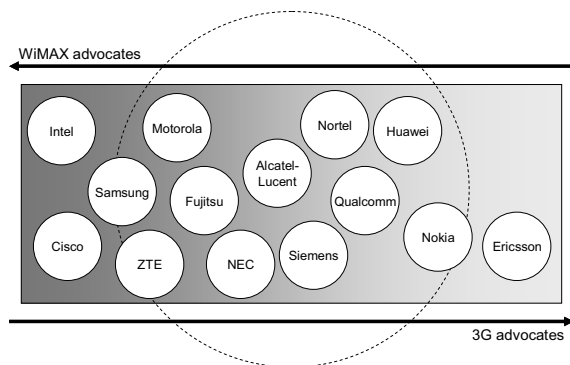 WiMAX advocates
Intel
Motorola
Nortel
Huawei
Alcatel-
Lucent
Samsung
Fujitsu
Qualcomm
Cisco
ZTE
NEC
Siemens
Nokia
Ericsson
3G advocates